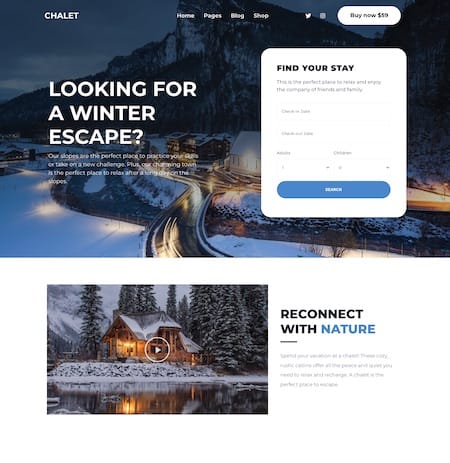 CHALET
Home Pages Blog Shop
Buy now $59
LOOKING FOR
A WINTER
ESCAPE?
Our slopes are the perfect place to practice your skills
or take on a new challenge. Plus, our charming town
is the perfect place to relax after a long day on the
slopes.
FIND YOUR STAY
This is the perfect place to relax and enjoy
the company of friends and family.
Check-in Date
Check-out Date
Adults Children
1 0
SEARCH
RECONNECT
WITH NATURE
Spend your vacation at a chalet! These cozy,
rustic cabins offer all the peace and quiet you
need to relax and recharge. A chalet is the
perfect place to escape.